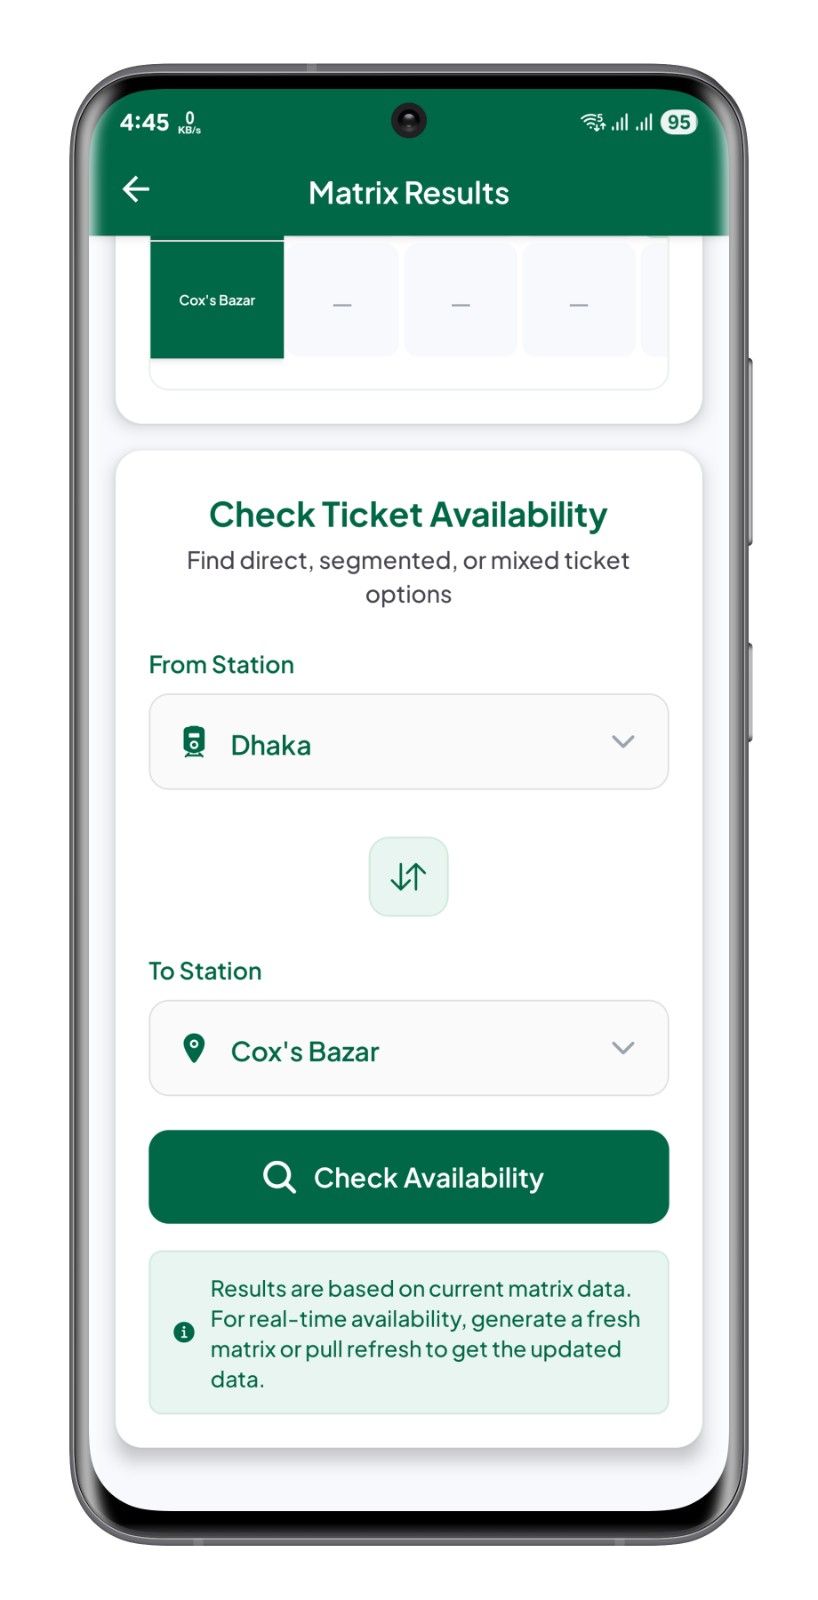 4:45 0 KB/s 5 95
Matrix Results
Cox's Bazar — — —
Check Ticket Availability
Find direct, segmented, or mixed ticket
options
From Station
Dhaka
To Station
Cox's Bazar
Check Availability
Results are based on current matrix data.
For real-time availability, generate a fresh
matrix or pull refresh to get the updated
data.